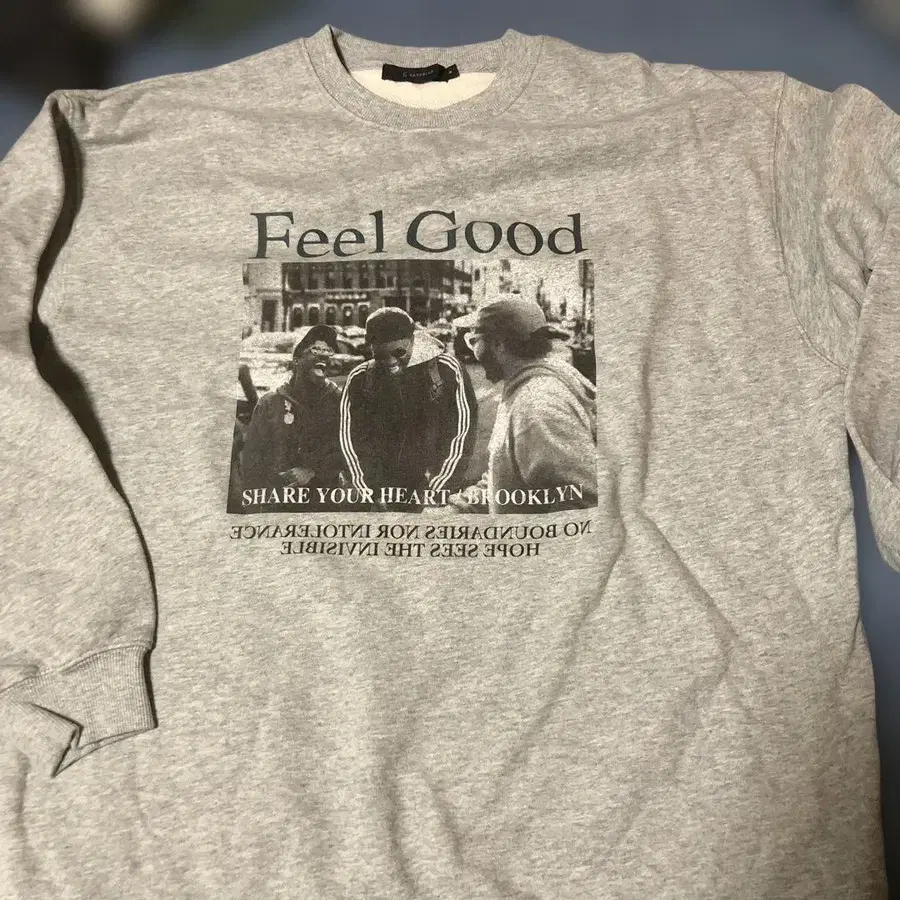 Feel Good
SHARE YOUR HEART / BROOKLYN
NO BOUNDARIES NOR INTOLERANCE
HOPE SEES THE INVISIBLE